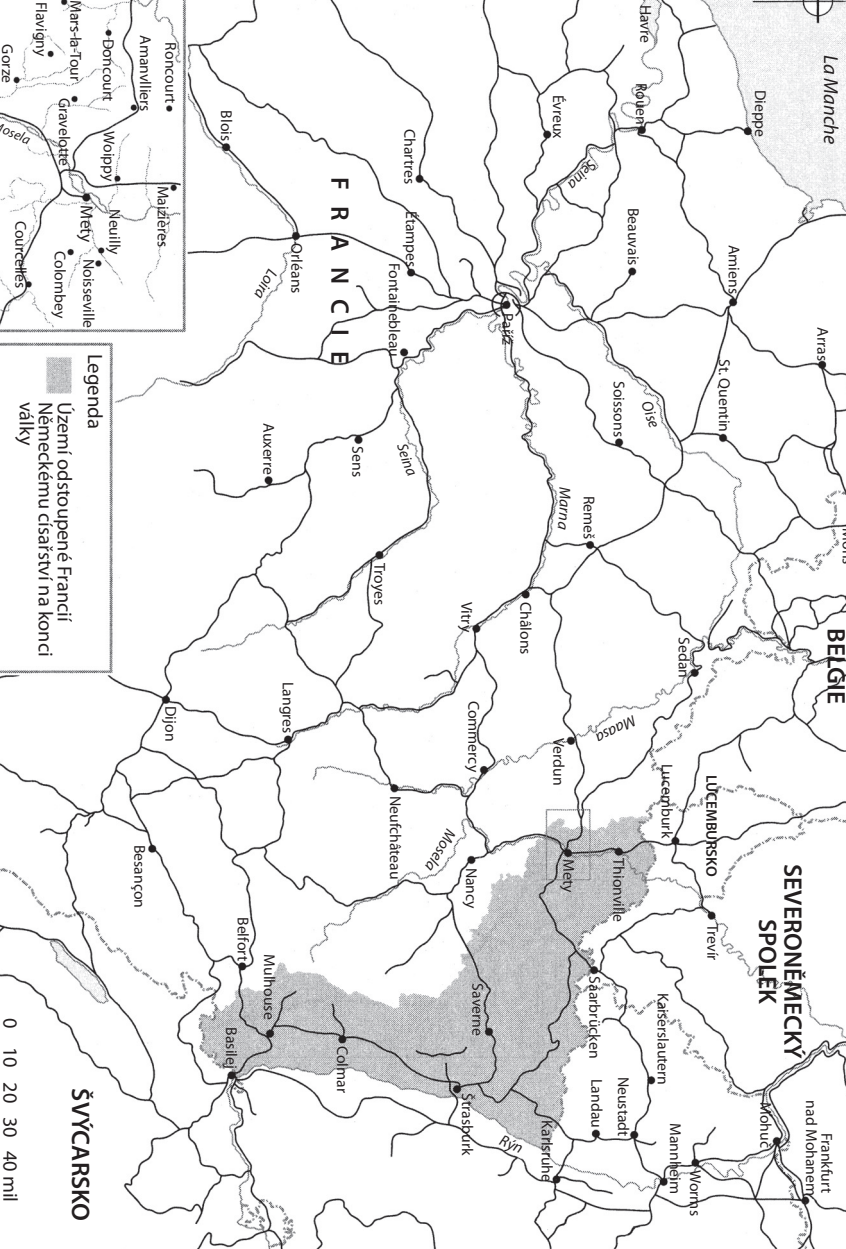 La Manche
Dieppe
Havre
Rouen
Évreux
Seina
Beauvais
Amiens
Arras
St. Quentin
Oise
Soissons
Chartres
Étampes
Paříž
Fontainebleau
FRANCIE
Blois
Orléans
Loira
Sens
Auxerre
Seina
Marna
Remeš
Mons
BELGIE
Sedan
Châlons
Vitry
Troyes
Maasa
Verdun
Commercy
Langres
Dijon
Neufchâteau
Mosela
Nancy
Besançon
Belfort
Mulhouse
Basilej
Colmar
Saverne
Štrasburk
Rýn
Karlsruhe
Mety
Thionville
Lucemburk
LUCEMBURSKO
Trevír
SEVERONĚMECKÝ
SPOLEK
Saarbrücken
Kaiserslautern
Landau
Neustadt
Mannheim
Worms
Mohuč
Frankfurt
nad Mohanem
ŠVÝCARSKO
0 10 20 30 40 mil
Roncourt
Amanvlliers
Doncourt
Mars-la-Tour
Flavigny
Gorze
Gravelotte
Mosela
Woippy
Maizières
Mety
Neuilly
Noisseville
Colombey
Courcelles
Legenda
Území odstoupené Francií
Německému císařství na konci
války